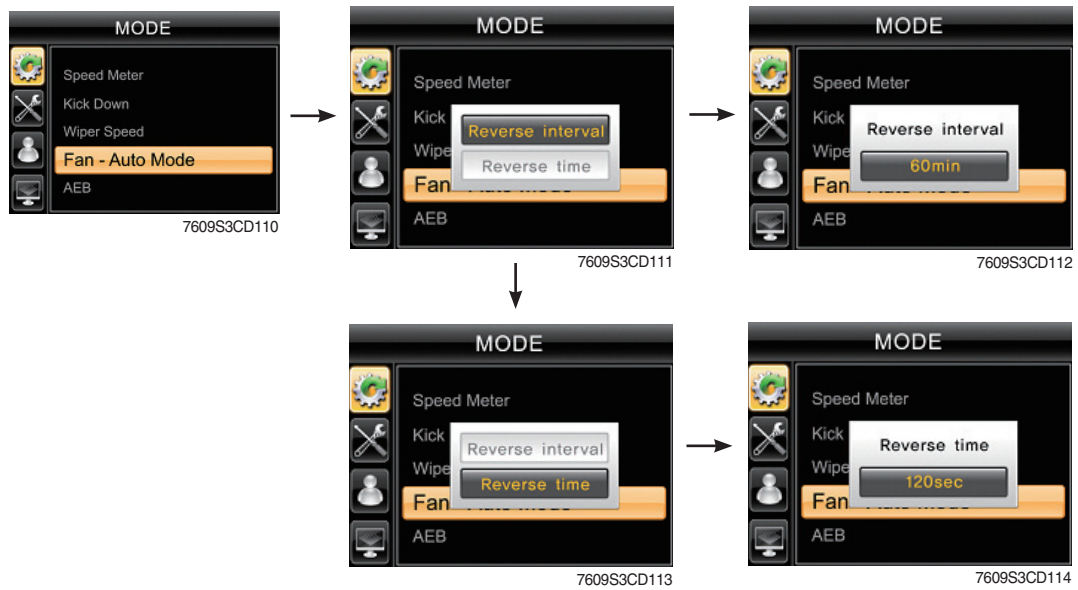 MODE
Speed Meter
Kick Down
Wiper Speed
Fan - Auto Mode
AEB
7609S3CD110
MODE
Speed Meter
Kick
Reverse interval
Wipe
Reverse time
Fan
AEB
7609S3CD111
MODE
Speed Meter
Kick
Reverse interval
Wipe
60min
Fan
AEB
7609S3CD112
MODE
Speed Meter
Kick
Reverse interval
Wipe
Reverse time
Fan
AEB
7609S3CD113
MODE
Speed Meter
Kick
Reverse time
Wipe
120sec
Fan
AEB
7609S3CD114